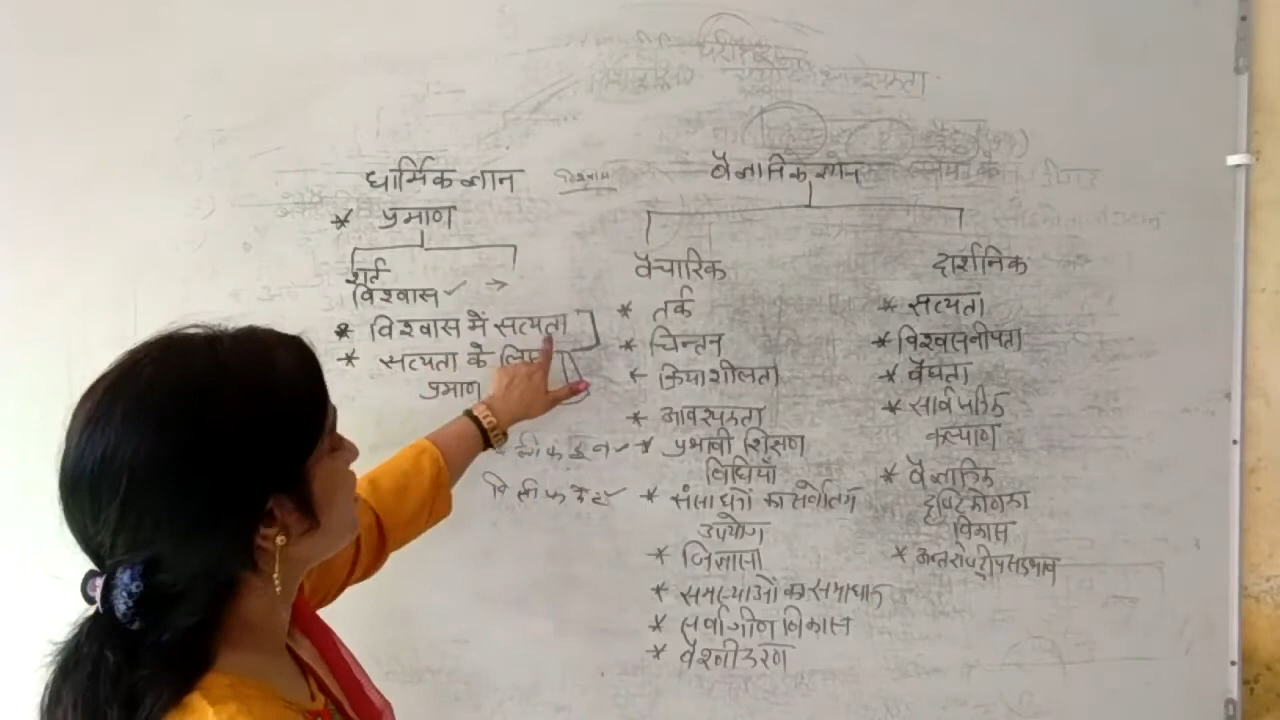 धार्मिक ज्ञान
* प्रमाण
शर्त
विश्वास ✓ →
* विश्वास में सत्यता
* सत्यता के लिए
प्रमाण
विश्वास
वैज्ञानिक ज्ञान
वैचारिक
* तर्क
* चिन्तन
* क्रियाशीलता
* आवश्यकता
* प्रभावी शिक्षण
विधियाँ
* संसाधनों का सर्वोत्तम
उपयोग
* जिज्ञासा
* समस्याओं का समाधान
* सर्वांगीण विकास
* वैश्वीकरण
दार्शनिक
* सत्यता
* विश्वसनीयता
* वैधता
* सार्वभौमिक
कल्याण
* वैज्ञानिक
दृष्टिकोण का
विकास
* अन्तर्राष्ट्रीय सद्भाव